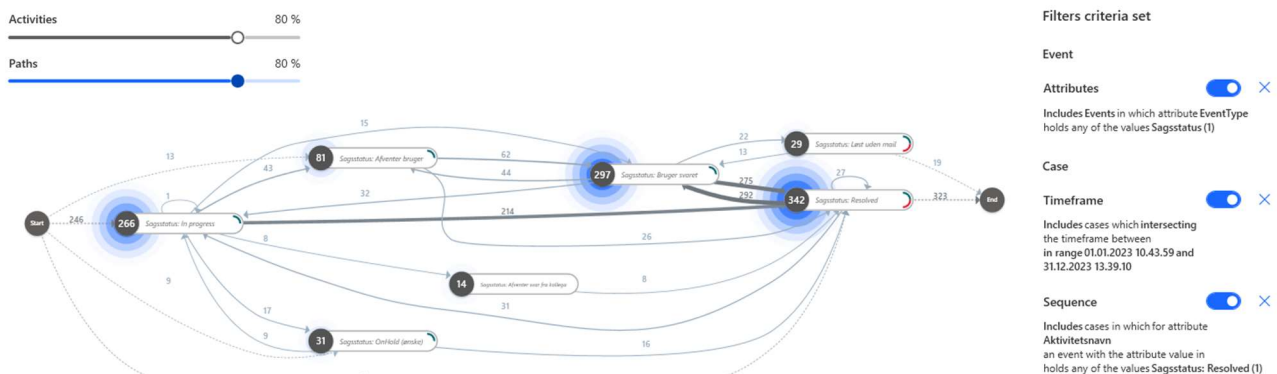 Activities
80 %
Paths
80 %
Start
246
13
9
266
Sagsstatus: In progress
1
43
15
81
Sagsstatus: Afventer bruger
62
44
32
214
8
14
Sagsstatus: Afventer svar fra kollega
8
31
26
17
9
31
Sagsstatus: OnHold (ønske)
16
297
Sagsstatus: Bruger svaret
22
13
29
Sagsstatus: Løst uden mail
275
292
342
Sagsstatus: Resolved
27
19
323
End
Filters criteria set
Event
Attributes
Includes Events in which attribute EventType
holds any of the values Sagsstatus (1)
Case
Timeframe
Includes cases which intersecting
the timeframe between
in range 01.01.2023 10.43.59 and
31.12.2023 13.39.10
Sequence
Includes cases in which for attribute
Aktivitetsnavn
an event with the attribute value in
holds any of the values Sagsstatus: Resolved (1)